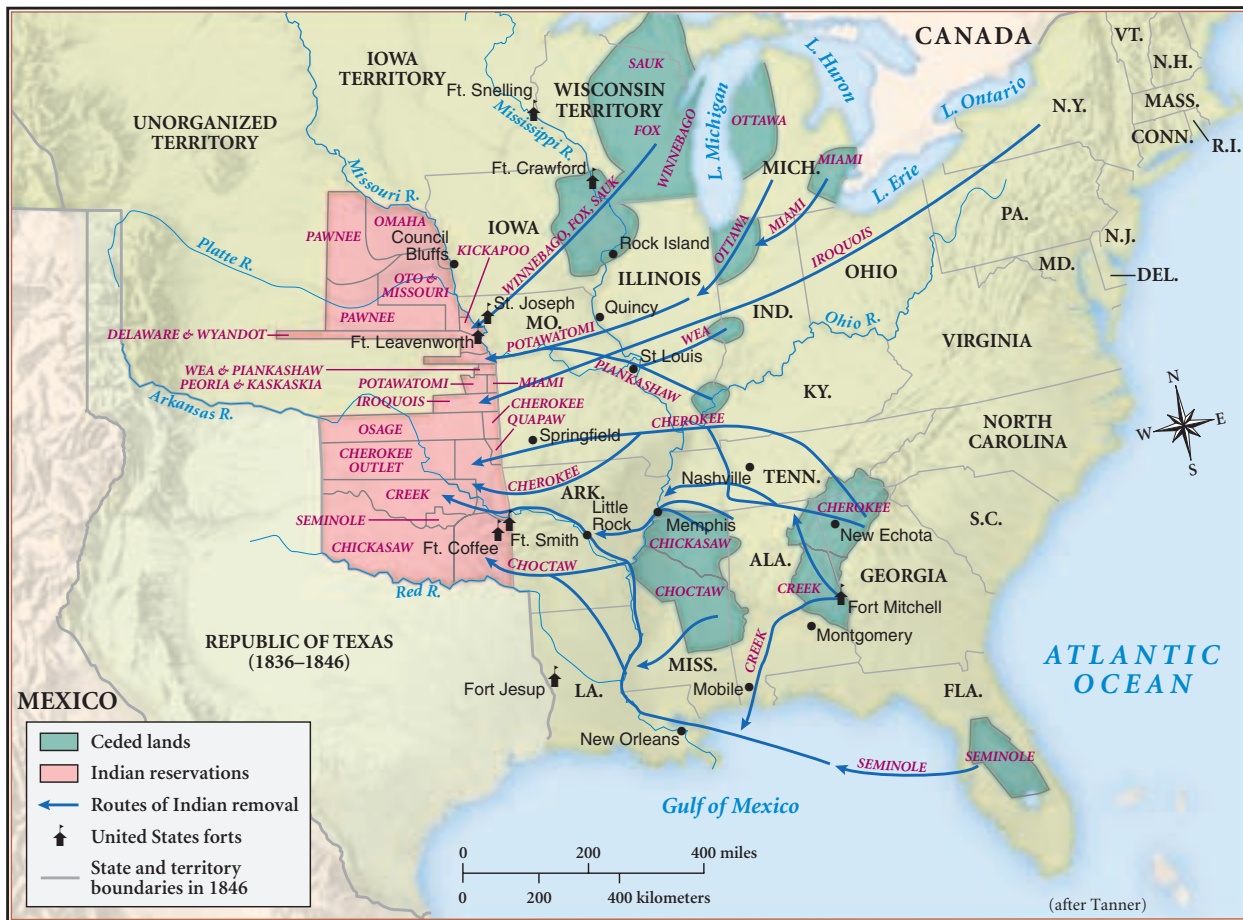 CANADA
VT.
N.H.
MASS.
CONN.
R.I.
N.Y.
L. Ontario
L. Huron
L. Michigan
L. Erie
IOWA
TERRITORY
Ft. Snelling
SAUK
WISCONSIN
TERRITORY
FOX
WINNEBAGO
OTTAWA
MICH.
MIAMI
UNORGANIZED
TERRITORY
Mississippi R.
Ft. Crawford
Missouri R.
OMAHA
PAWNEE
Council
Bluffs
IOWA
KICKAPOO
WINNEBAGO, FOX, SAUK
Rock Island
OTTAWA
MIAMI
IROQUOIS
PA.
N.J.
MD.
DEL.
OHIO
ILLINOIS
Platte R.
OTO &
MISSOURI
PAWNEE
St. Joseph
MO.
Quincy
IND.
Ohio R.
DELAWARE & WYANDOT
Ft. Leavenworth
POTAWATOMI
WEA
VIRGINIA
WEA & PIANKASHAW
PEORIA & KASKASKIA
St Louis
PIANKASHAW
KY.
POTAWATOMI
MIAMI
Arkansas R.
IROQUOIS
CHEROKEE
QUAPAW
CHEROKEE
NORTH
CAROLINA
N
W
E
S
OSAGE
Springfield
CHEROKEE
OUTLET
CHEROKEE
Nashville
TENN.
CREEK
ARK.
Little
Rock
Memphis
CHEROKEE
New Echota
S.C.
SEMINOLE
CHICKASAW
Ft. Coffee
Ft. Smith
CHICKASAW
ALA.
GEORGIA
CHOCTAW
CHOCTAW
CREEK
Fort Mitchell
Red R.
Montgomery
REPUBLIC OF TEXAS
(1836–1846)
MISS.
CREEK
ATLANTIC
OCEAN
Fort Jesup
LA.
Mobile
FLA.
MEXICO
New Orleans
SEMINOLE
SEMINOLE
Gulf of Mexico
Ceded lands
Indian reservations
Routes of Indian removal
United States forts
State and territory
boundaries in 1846
0 200 400 miles
0 200 400 kilometers
(after Tanner)